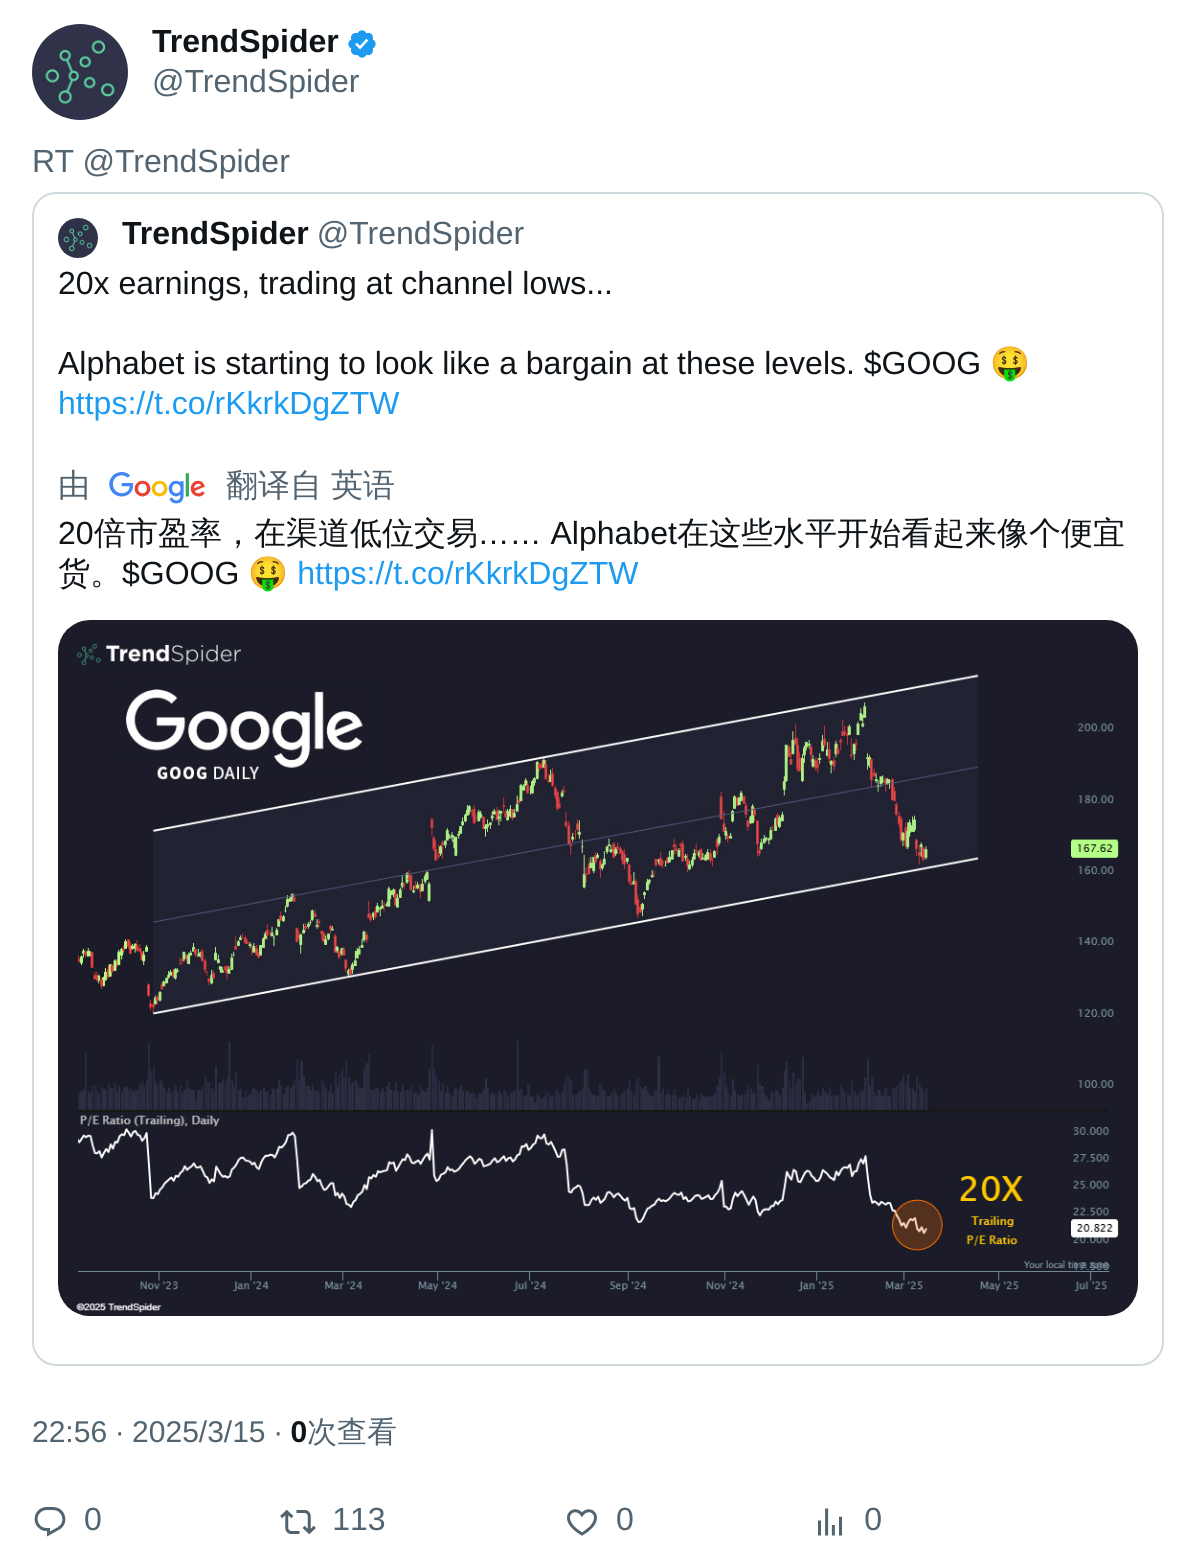 TrendSpider
@TrendSpider
RT @TrendSpider
TrendSpider @TrendSpider
20x earnings, trading at channel lows...
Alphabet is starting to look like a bargain at these levels. $GOOG 🤑
https://t.co/rKkrkDgZTW
由 Google 翻译自 英语
20倍市盈率，在渠道低位交易…… Alphabet在这些水平开始看起来像个便宜
货。$GOOG 🤑 https://t.co/rKkrkDgZTW
TrendSpider
Google
GOOG DAILY
200.00
180.00
167.62
160.00
140.00
120.00
100.00
P/E Ratio (Trailing), Daily
30.000
27.500
25.000
22.500
20.822
20.000
17.500
20X
Trailing
P/E Ratio
Your local time zone
Nov '23 Jan '24 Mar '24 May '24 Jul '24 Sep '24 Nov '24 Jan '25 Mar '25 May '25 Jul '25
©2025 TrendSpider
22:56 · 2025/3/15 · 0次查看
0 113 0 0